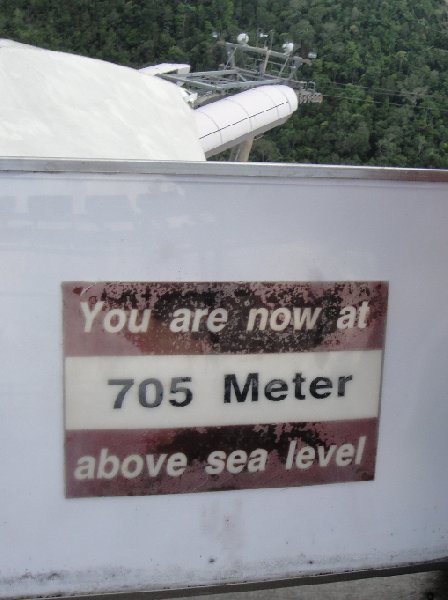 You are now at
705 Meter
above sea level